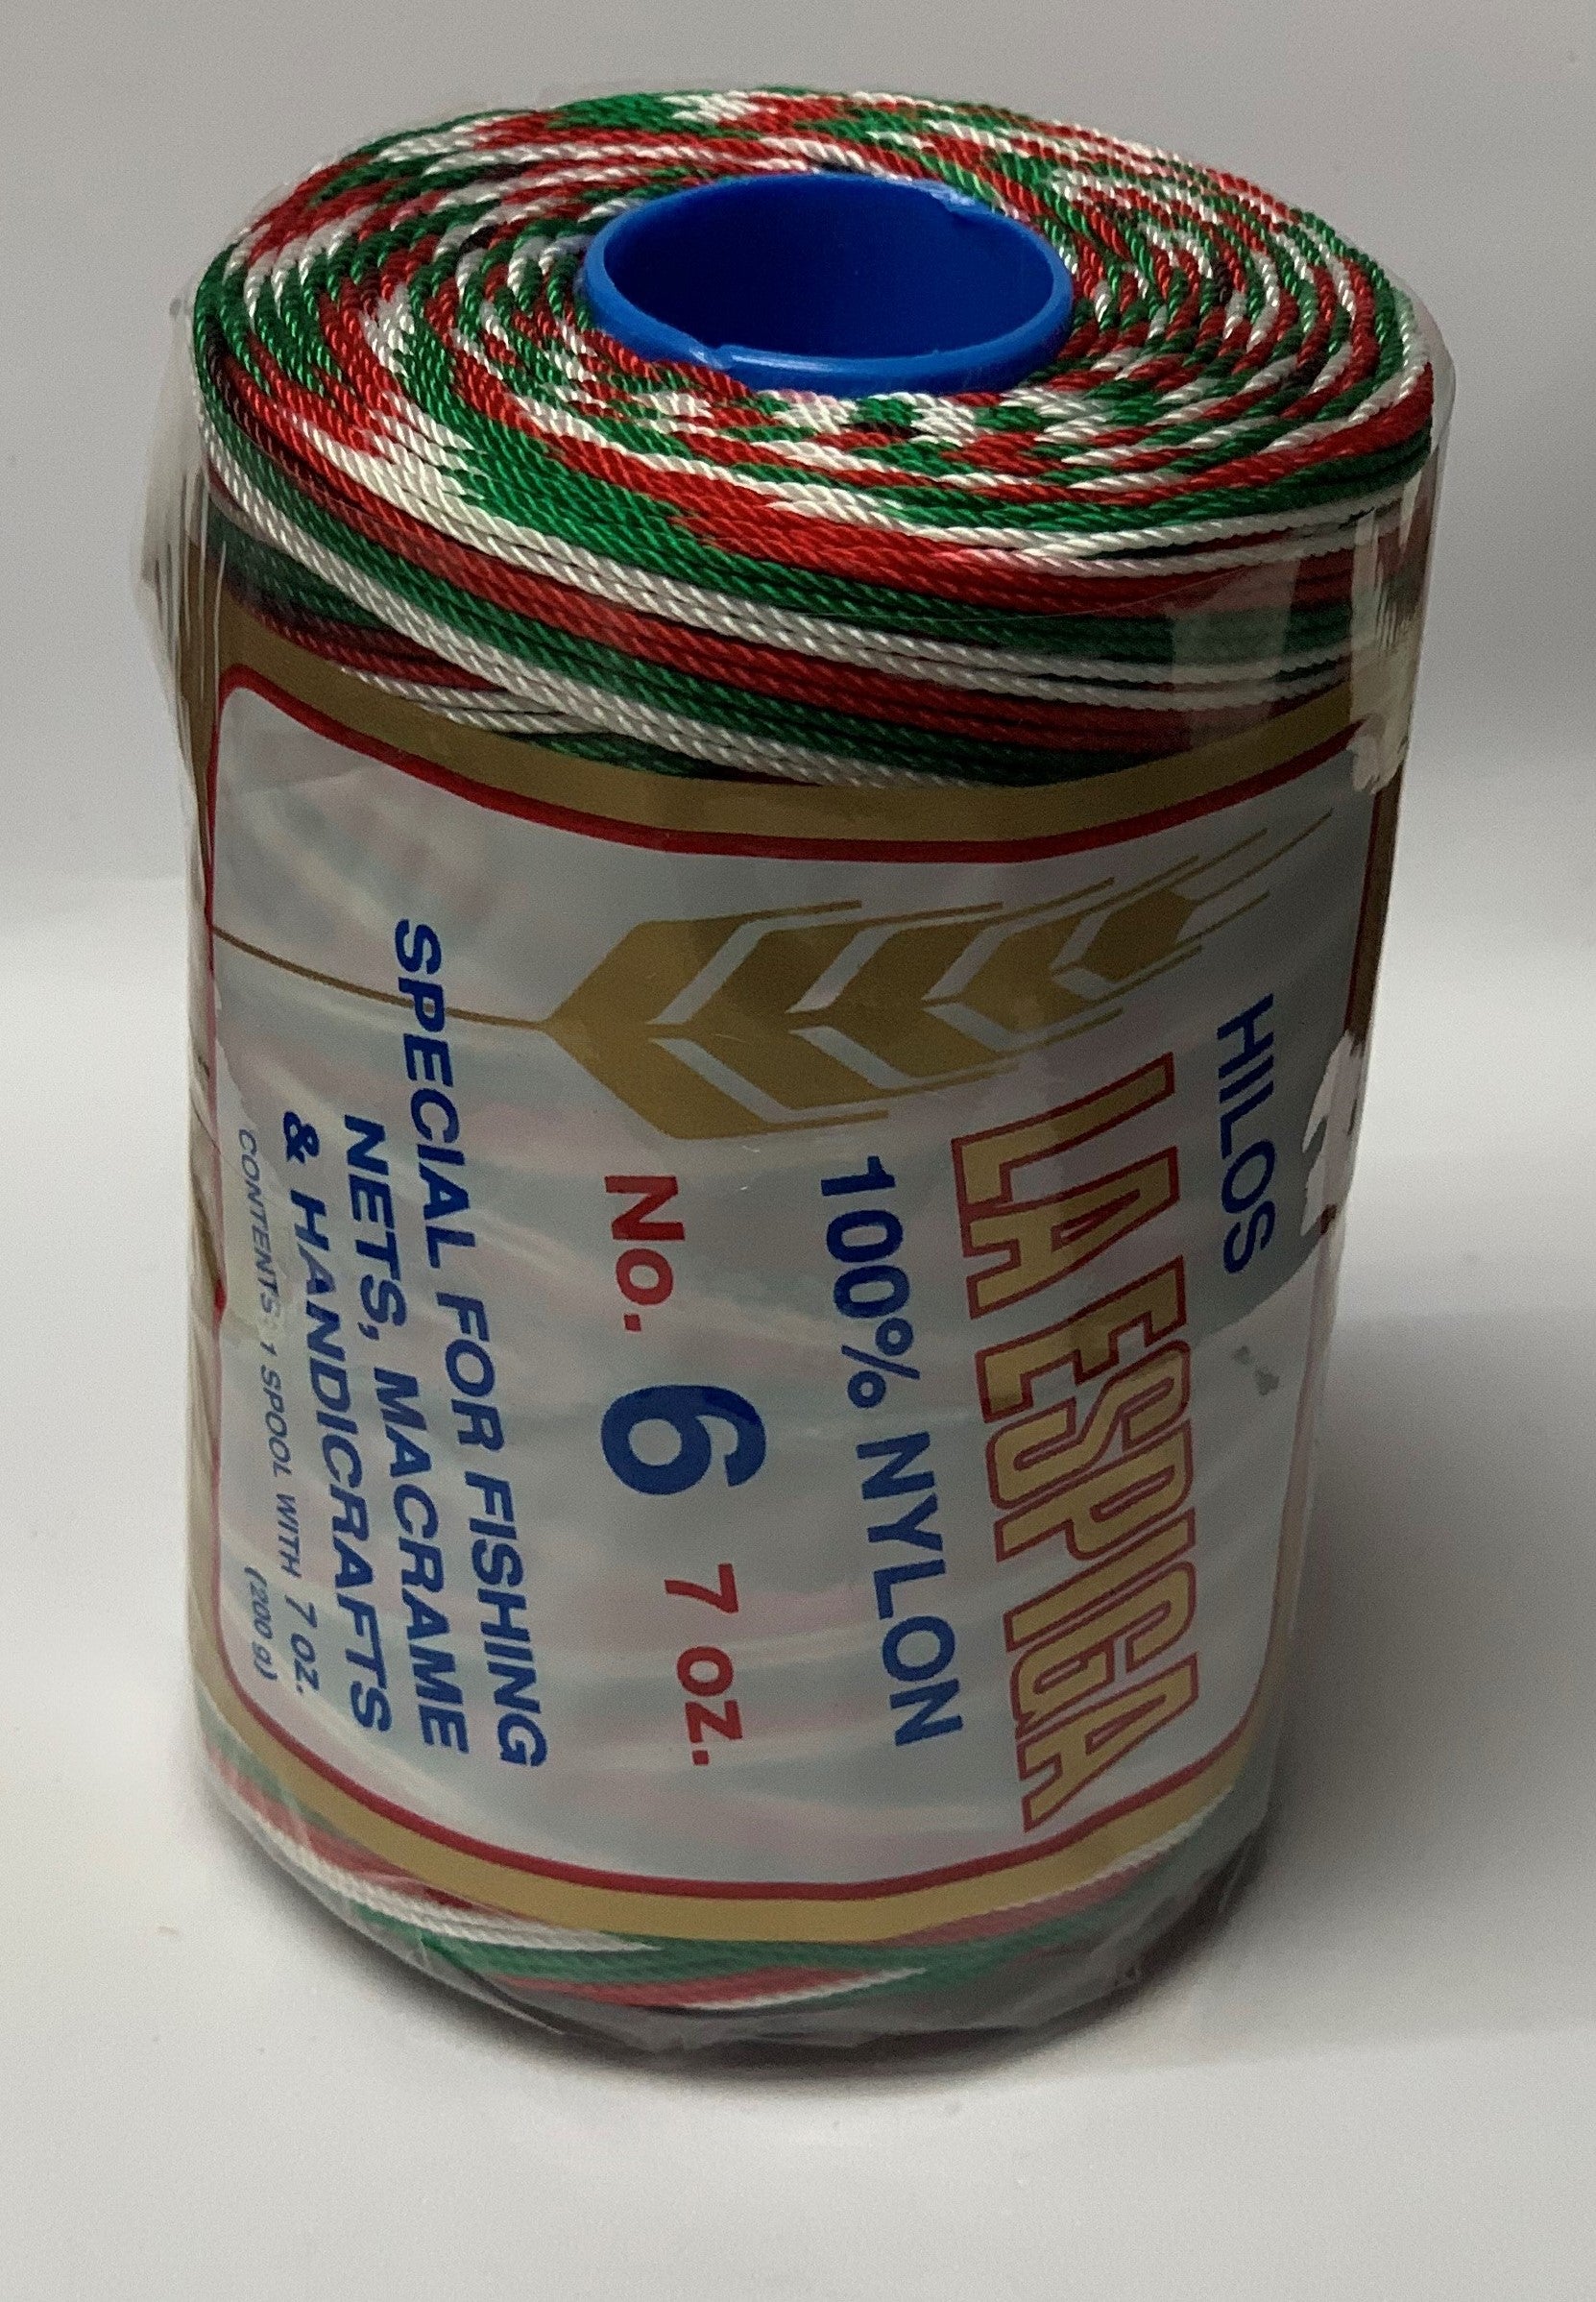 HILOS
LA ESPIGA
100% NYLON
No. 6 7 oz.
SPECIAL FOR FISHING
NETS, MACRAME
& HANDICRAFTS
CONTENTS: 1 SPOOL WITH 7 oz.
(200 g)